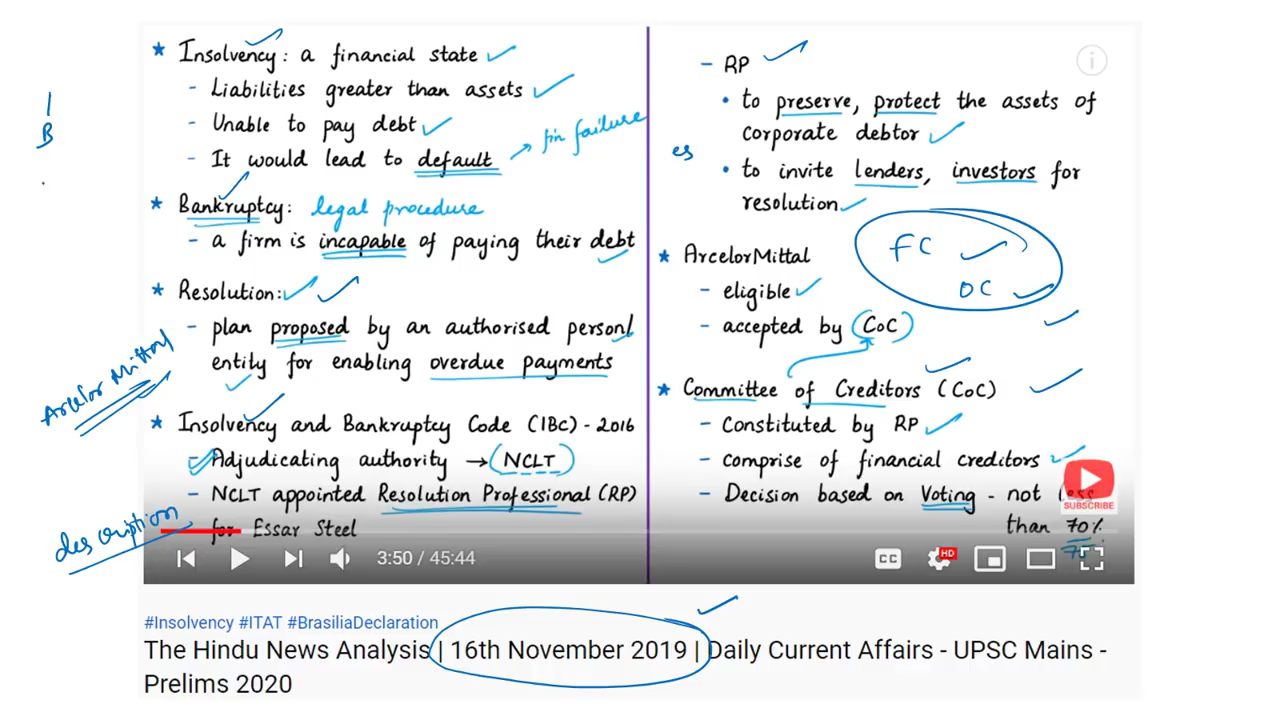 * Insolvency: a financial state
- Liabilities greater than assets
- Unable to pay debt
- It would lead to default → fin failure
* Bankruptcy: legal procedure
- a firm is incapable of paying their debt
* Resolution:
- plan proposed by an authorised person/
entity for enabling overdue payments
* Insolvency and Bankruptcy Code (IBC) - 2016
- Adjudicating authority → (NCLT)
- NCLT appointed Resolution Professional (RP)
for Essar Steel
I
B
ArcelorMittal
description
- RP
• to preserve, protect the assets of
corporate debtor
es
• to invite lenders, investors for
resolution
FC
OC
* ArcelorMittal
- eligible
- accepted by (CoC)
* Committee of Creditors (CoC)
- Constituted by RP
- comprise of financial creditors
- Decision based on Voting - not less
than 70%
75
SUBSCRIBE
3:50 / 45:44
CC
HD
#Insolvency #ITAT #BrasiliaDeclaration
The Hindu News Analysis | 16th November 2019 | Daily Current Affairs - UPSC Mains -
Prelims 2020